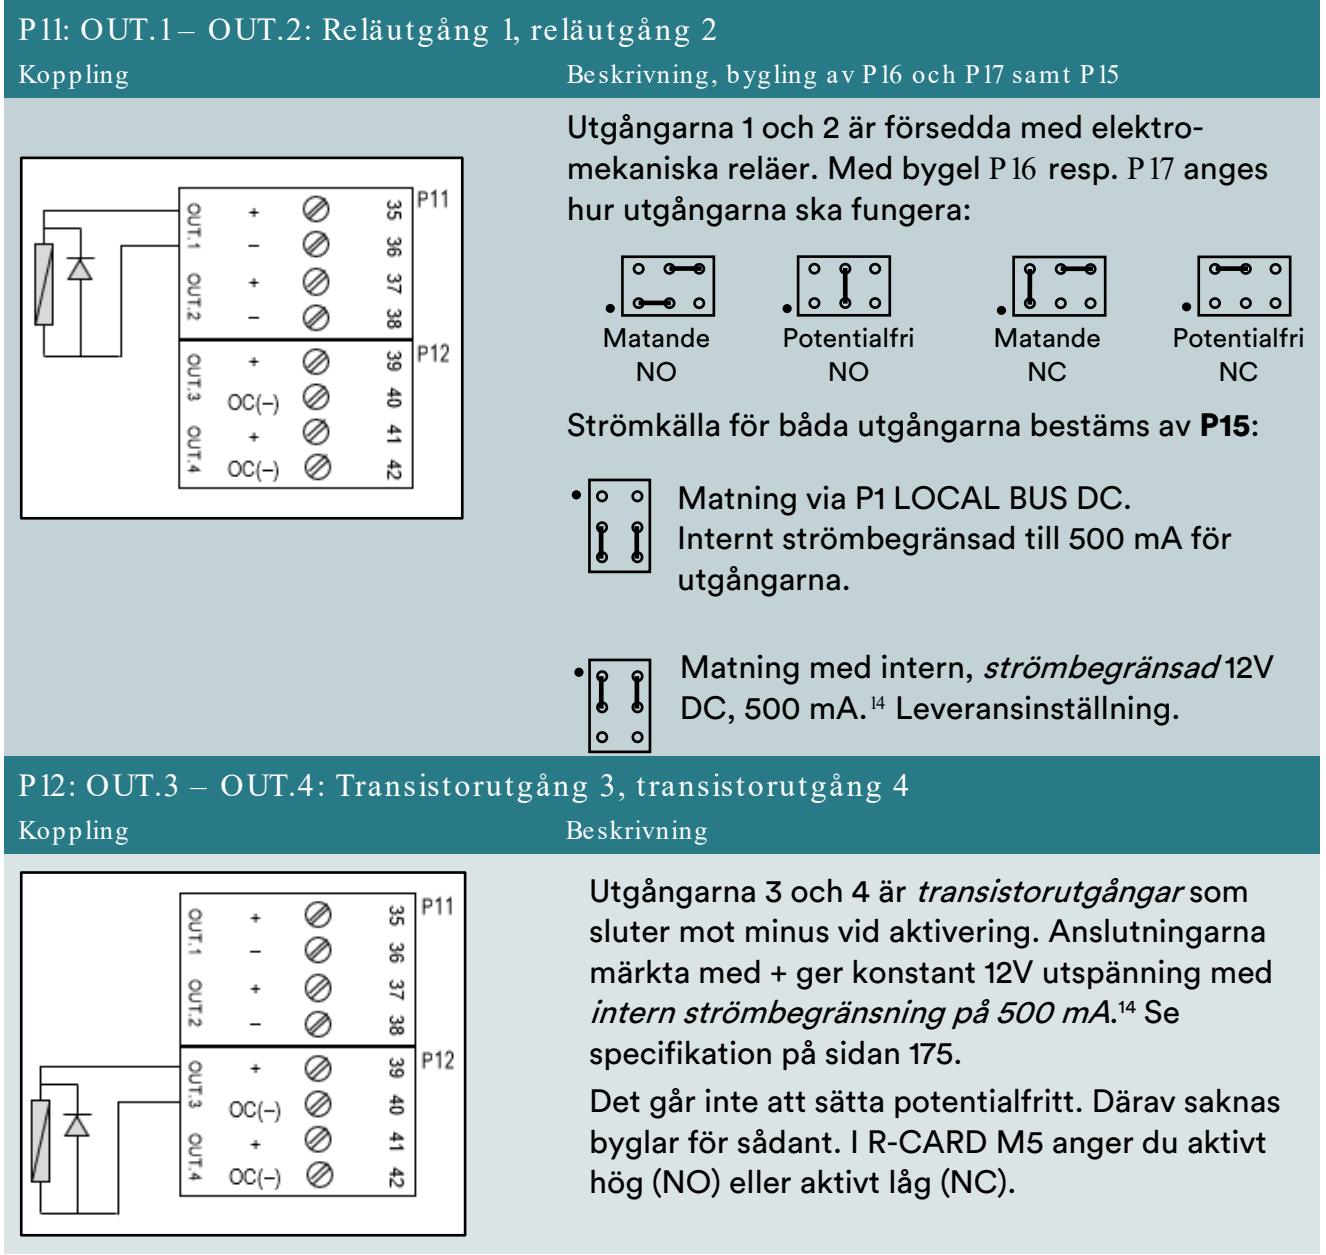 P11: OUT.1 – OUT.2: Reläutgång 1, reläutgång 2
Koppling
Beskrivning, bygling av P16 och P17 samt P15
OUT.1 + 35 P11
– 36
OUT.2 + 37
– 38
OUT.3 + 39 P12
OC(–) 40
OUT.4 + 41
OC(–) 42
Utgångarna 1 och 2 är försedda med elektro-
mekaniska reläer. Med bygel P16 resp. P17 anges
hur utgångarna ska fungera:
Matande
NO
Potentialfri
NO
Matande
NC
Potentialfri
NC
Strömkälla för båda utgångarna bestäms av P15:
Matning via P1 LOCAL BUS DC.
Internt strömbegränsad till 500 mA för
utgångarna.
Matning med intern, strömbegränsad 12V
DC, 500 mA.14 Leveransinställning.
P12: OUT.3 – OUT.4: Transistorutgång 3, transistorutgång 4
Koppling
Beskrivning
OUT.1 + 35 P11
– 36
OUT.2 + 37
– 38
OUT.3 + 39 P12
OC(–) 40
OUT.4 + 41
OC(–) 42
Utgångarna 3 och 4 är transistorutgångar som
sluter mot minus vid aktivering. Anslutningarna
märkta med + ger konstant 12V utspänning med
intern strömbegränsning på 500 mA.14 Se
specifikation på sidan 175.
Det går inte att sätta potentialfritt. Därav saknas
byglar för sådant. I R-CARD M5 anger du aktivt
hög (NO) eller aktivt låg (NC).